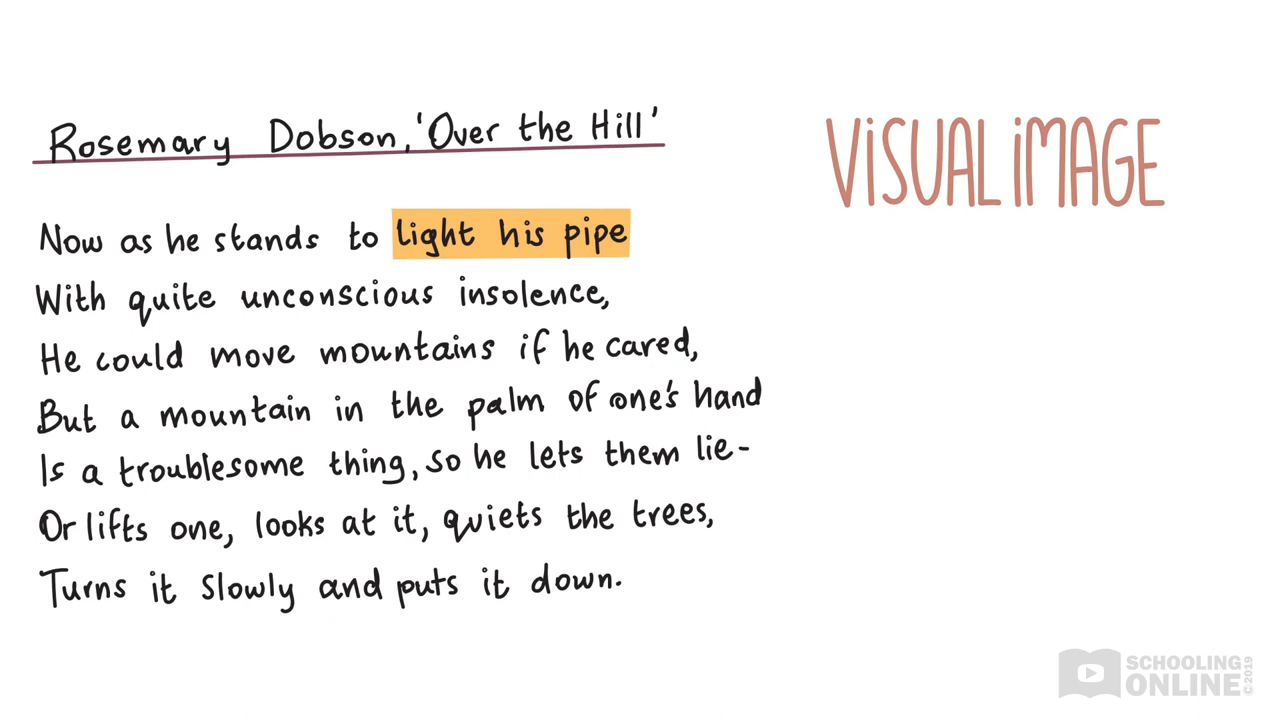 Rosemary Dobson, 'Over the Hill'
VISUAL IMAGE
Now as he stands to light his pipe
With quite unconscious insolence,
He could move mountains if he cared,
But a mountain in the palm of one's hand
Is a troublesome thing, so he lets them lie-
Or lifts one, looks at it, quiets the trees,
Turns it slowly and puts it down.
SCHOOLING
ONLINE
©2019